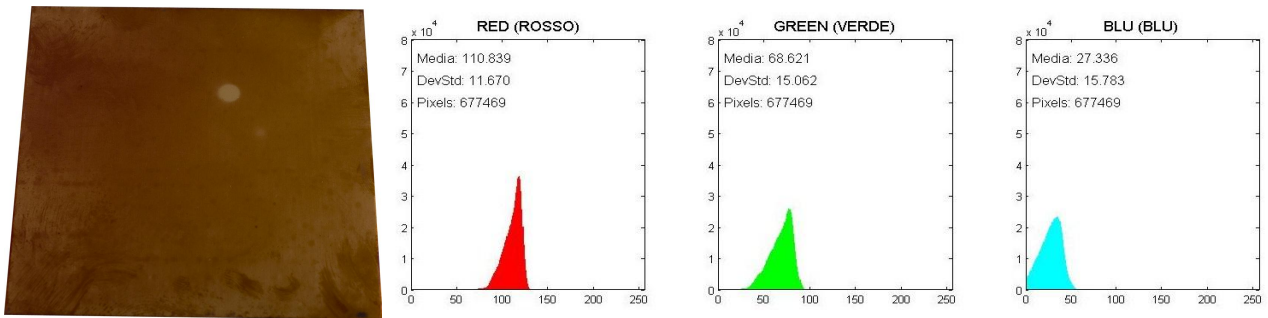 RED (ROSSO)
x 10^4
Media: 110.839
DevStd: 11.670
Pixels: 677469
8
7
6
5
4
3
2
1
0
0 50 100 150 200 250
GREEN (VERDE)
x 10^4
Media: 68.621
DevStd: 15.062
Pixels: 677469
8
7
6
5
4
3
2
1
0
0 50 100 150 200 250
BLU (BLU)
x 10^4
Media: 27.336
DevStd: 15.783
Pixels: 677469
8
7
6
5
4
3
2
1
0
0 50 100 150 200 250